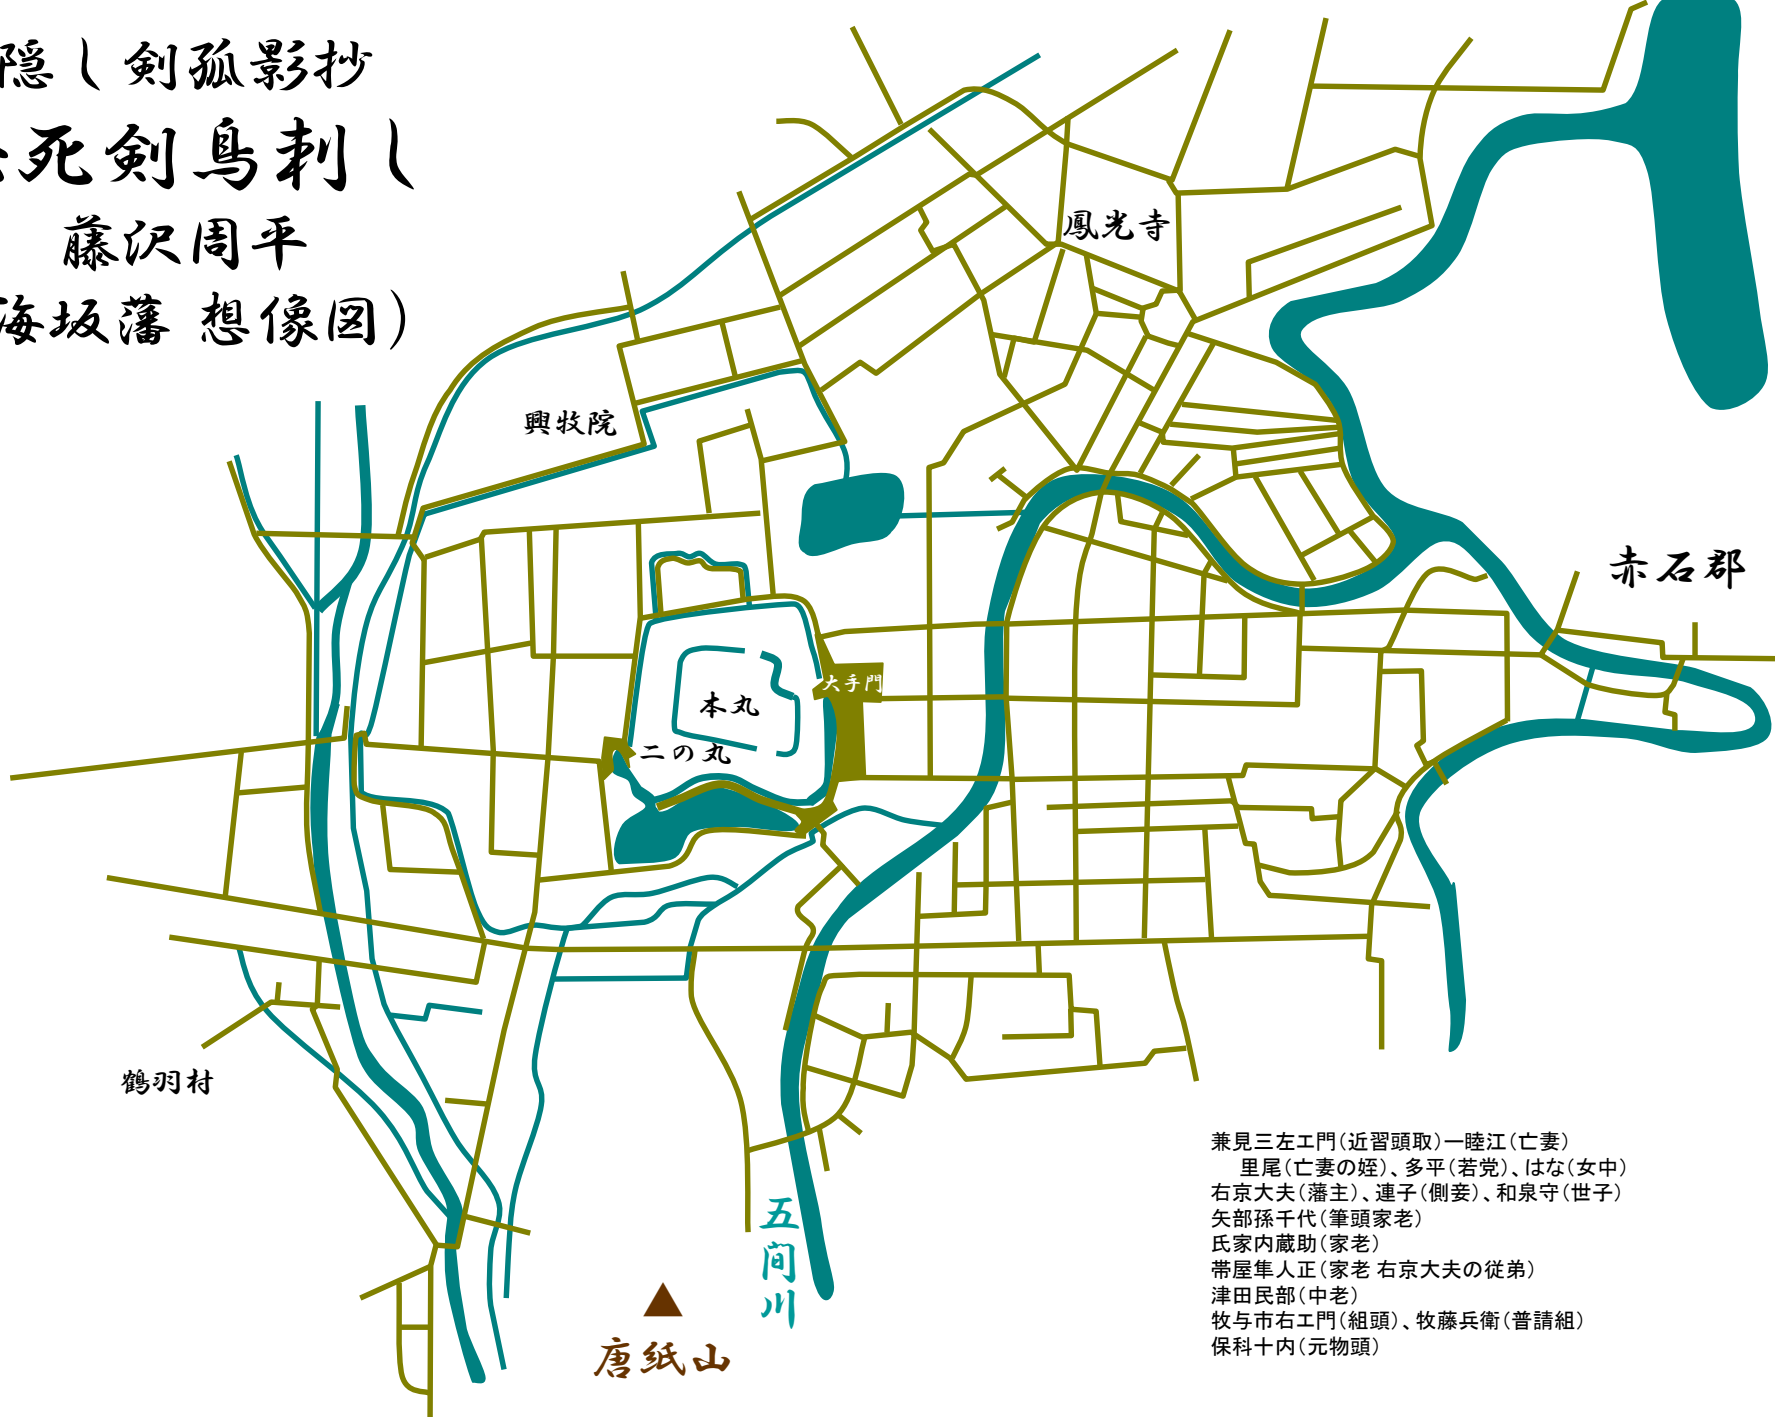 隠し剣孤影抄
死剣鳥刺し
藤沢周平
海坂藩 想像図)
鳳光寺
興牧院
赤石郡
大手門
本丸
二の丸
鶴羽村
五间川
唐紙山
兼見三左エ門(近習頭取)ー睦江(亡妻)
里尾(亡妻の姪)、多平(若党)、はな(女中)
右京大夫(藩主)、連子(側妾)、和泉守(世子)
矢部孫千代(筆頭家老)
氏家内蔵助(家老)
帯屋隼人正(家老 右京大夫の従弟)
津田民部(中老)
牧与市右エ門(組頭)、牧藤兵衛(普請組)
保科十内(元物頭)